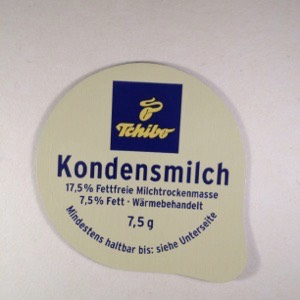 Tchibo
Kondensmilch
17,5% Fettfreie Milchtrockenmasse
7,5% Fett - Wärmebehandelt
7,5 g
Mindestens haltbar bis: siehe Unterseite